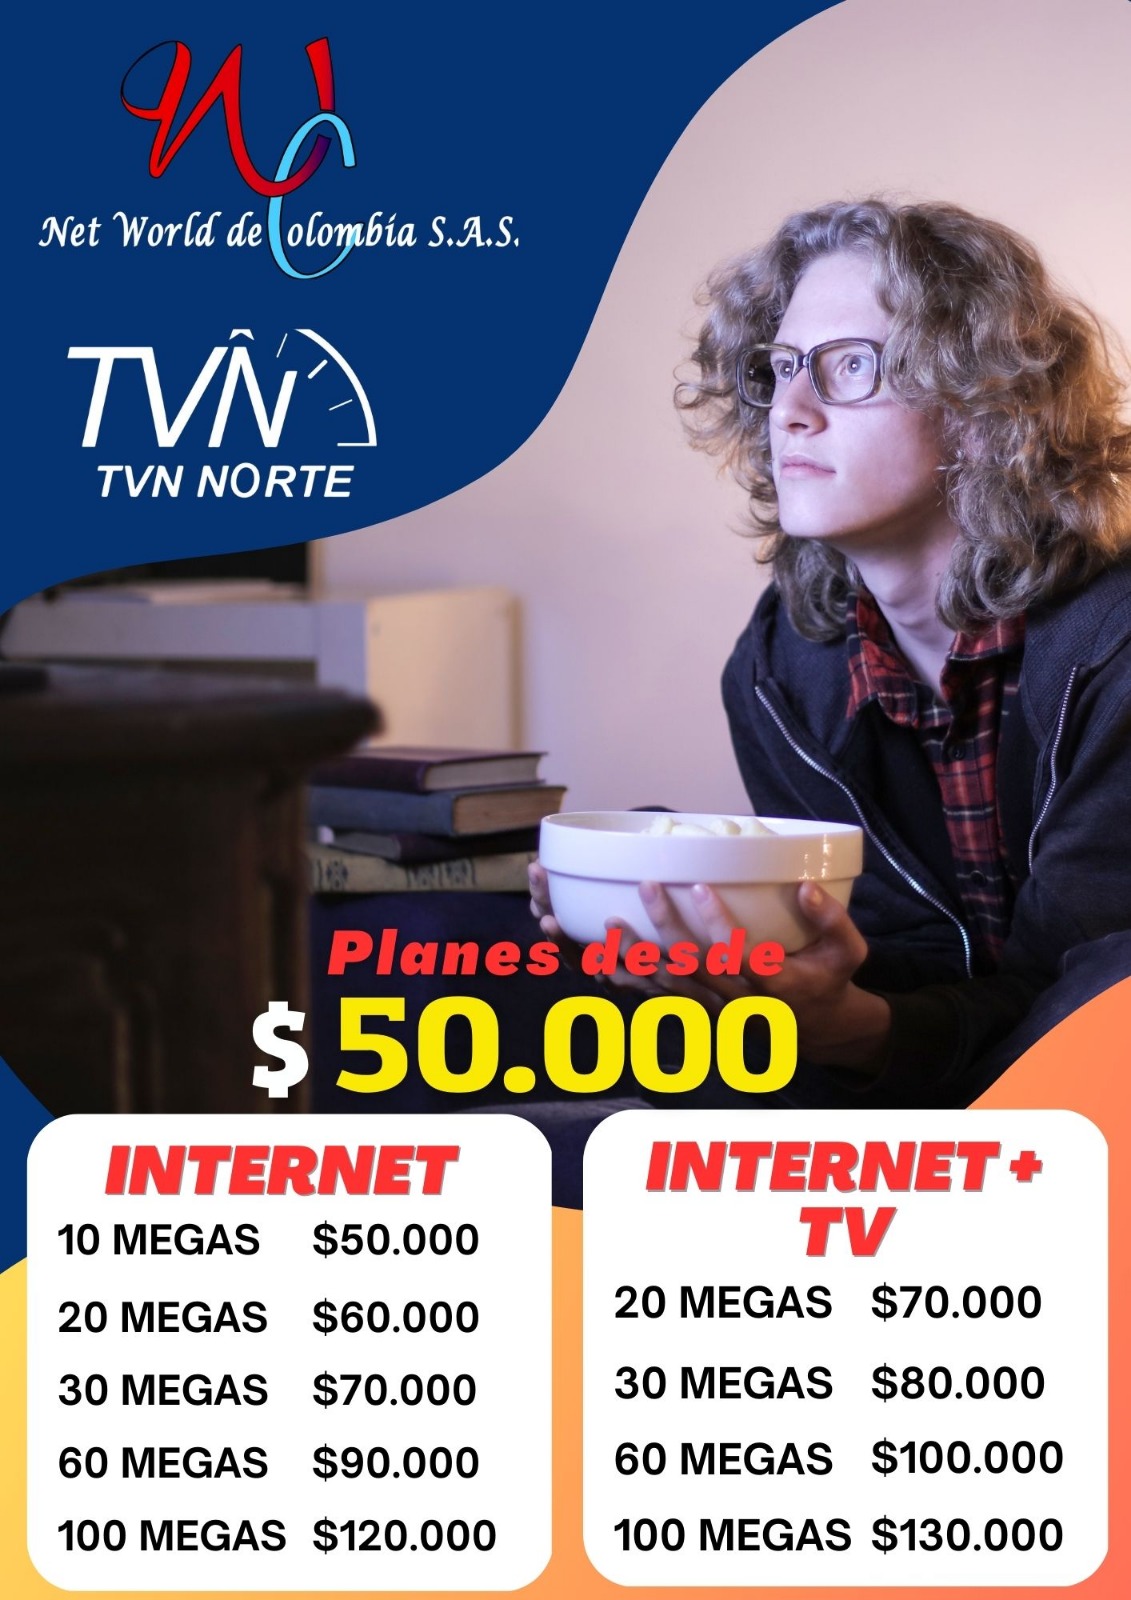 Net World de Colombia S.A.S.
TVN
TVN NORTE
Planes desde
$ 50.000
INTERNET
10 MEGAS $50.000
20 MEGAS $60.000
30 MEGAS $70.000
60 MEGAS $90.000
100 MEGAS $120.000
INTERNET +
TV
20 MEGAS $70.000
30 MEGAS $80.000
60 MEGAS $100.000
100 MEGAS $130.000